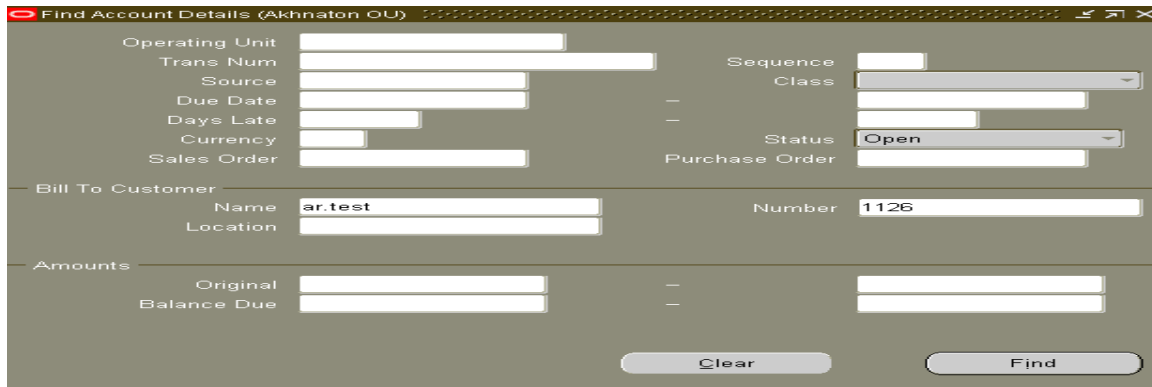 Find Account Details (Akhnaton OU)
Operating Unit
Trans Num Sequence
Source Class
Due Date –
Days Late –
Currency Status Open
Sales Order Purchase Order
Bill To Customer
Name ar.test Number 1126
Location
Amounts
Original –
Balance Due –
Clear Find